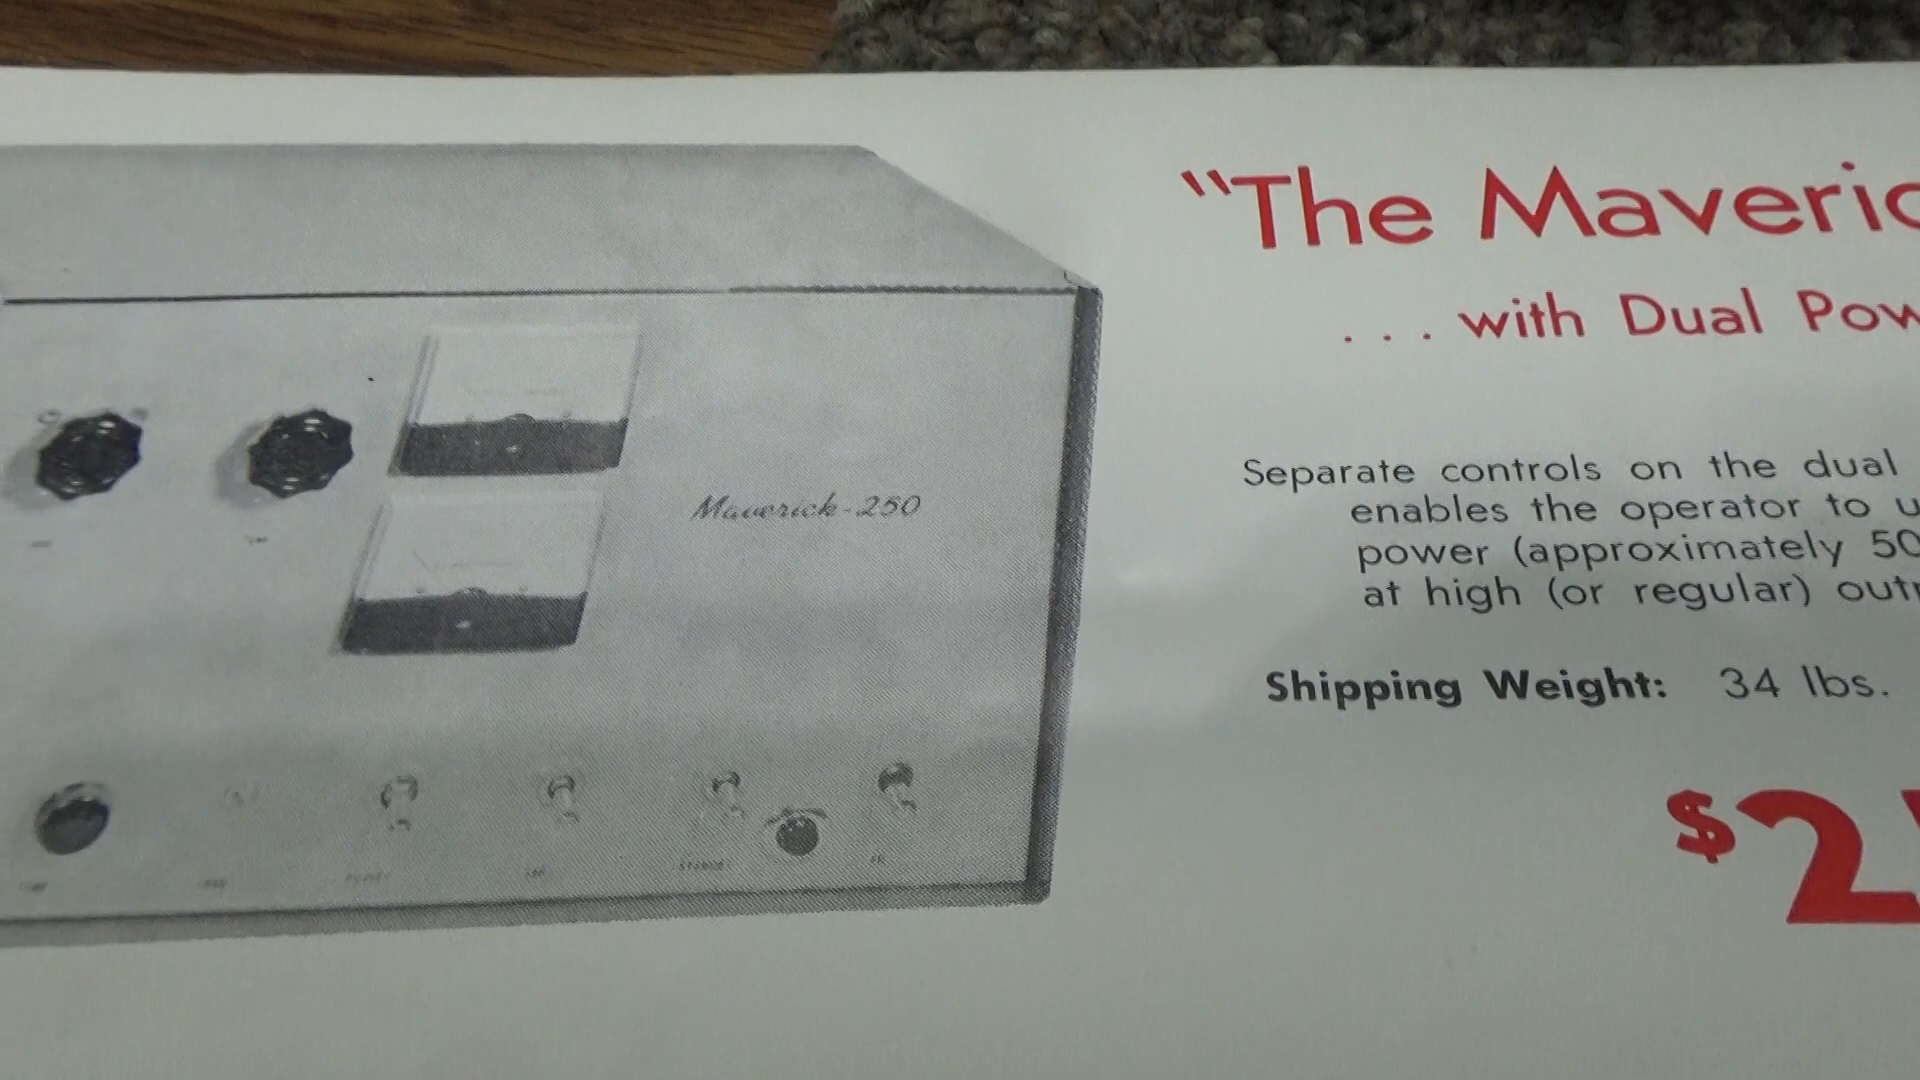 "The Maveric
. . . with Dual Pow
Maverick-250
Separate controls on the dual
enables the operator to u
power (approximately 50
at high (or regular) outp
Shipping Weight: 34 lbs.
$2